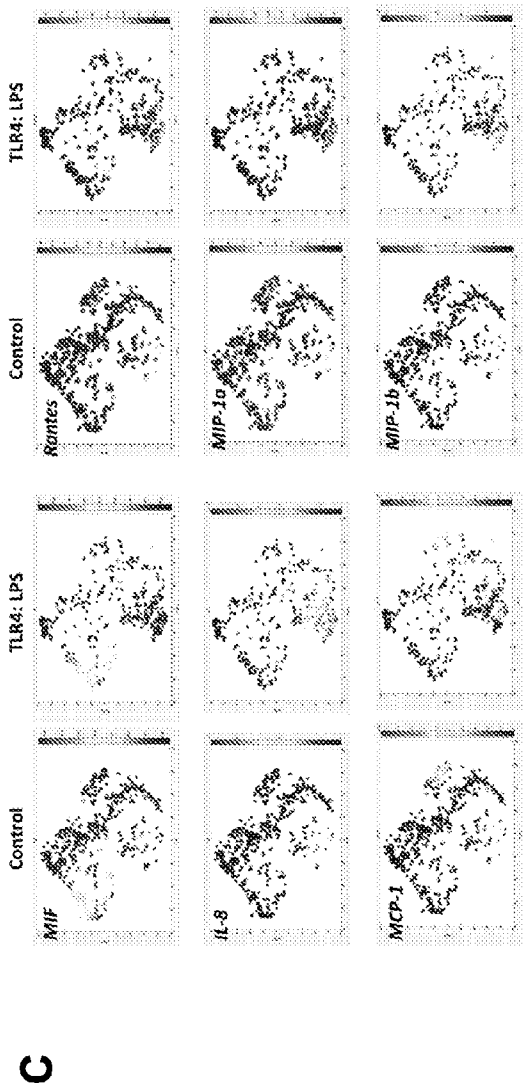 C
Control TLR4: LPS Control TLR4: LPS
MIF Rantes
IL-8 MIP-1a
MCP-1 MIP-1b